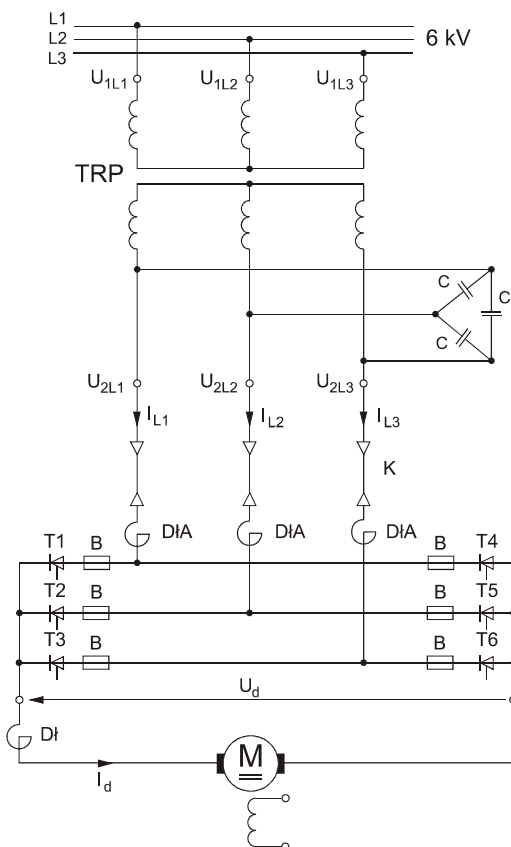 L1
L2
L3
6 kV
U1L1
U1L2
U1L3
TRP
C
C
C
U2L1
U2L2
U2L3
IL1
IL2
IL3
K
DłA
DłA
DłA
T1
B
B
T4
T2
B
B
T5
T3
B
B
T6
Ud
Dł
M
Id